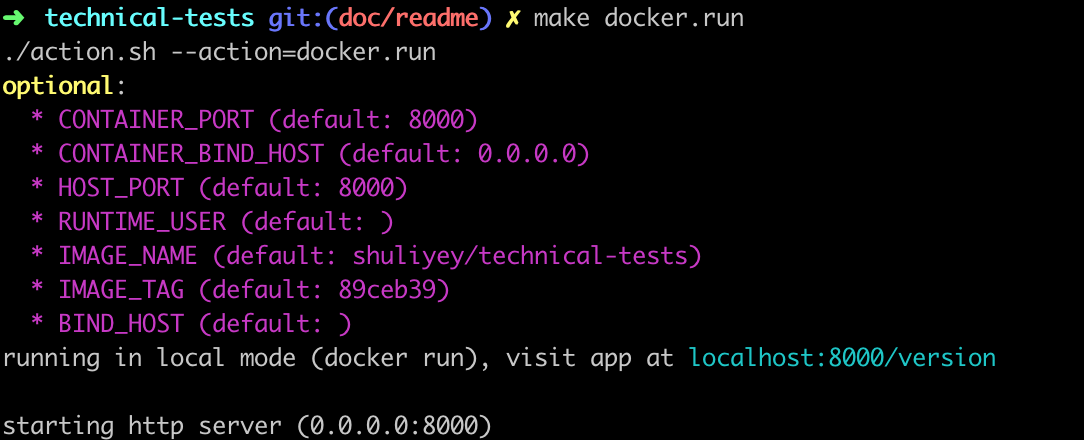 ➜ technical-tests git:(doc/readme) ✗ make docker.run
./action.sh --action=docker.run
optional:
  * CONTAINER_PORT (default: 8000)
  * CONTAINER_BIND_HOST (default: 0.0.0.0)
  * HOST_PORT (default: 8000)
  * RUNTIME_USER (default: )
  * IMAGE_NAME (default: shuliyey/technical-tests)
  * IMAGE_TAG (default: 89ceb39)
  * BIND_HOST (default: )
running in local mode (docker run), visit app at localhost:8000/version
starting http server (0.0.0.0:8000)